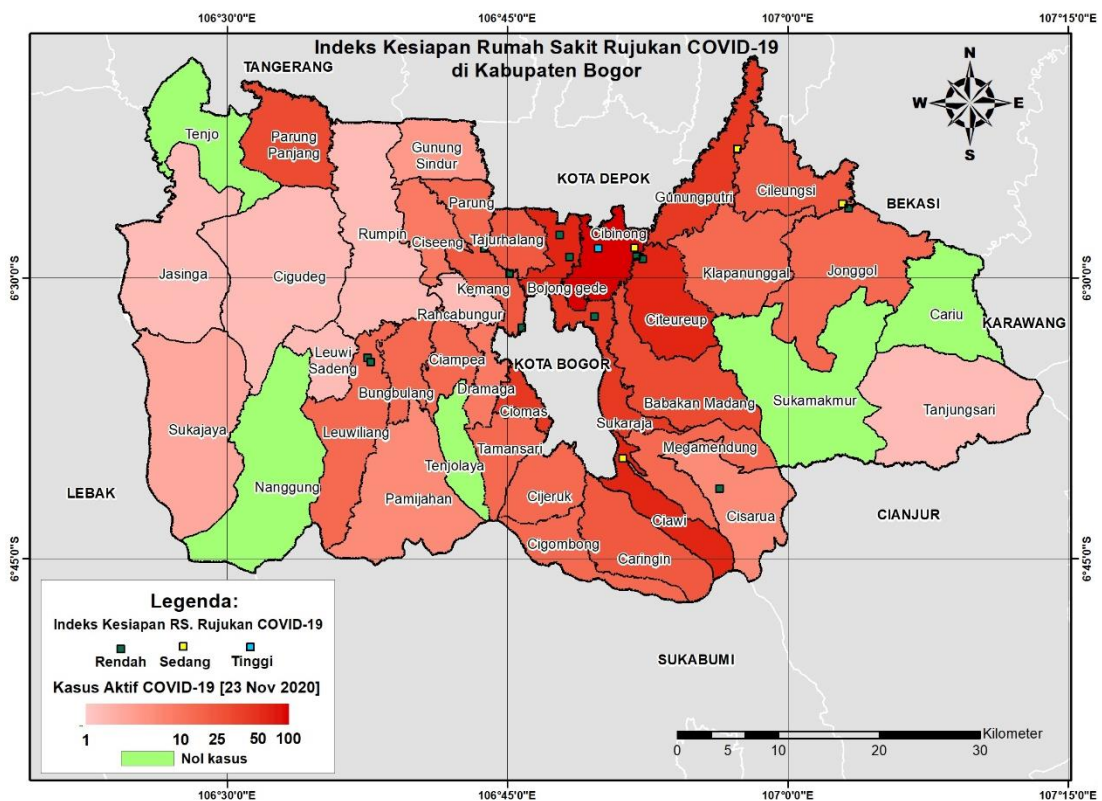 106°30'0"E
106°45'0"E
107°0'0"E
107°15'0"E
Indeks Kesiapan Rumah Sakit Rujukan COVID-19
di Kabupaten Bogor
N
W
E
S
TANGERANG
Tenjo
Parung
Panjang
Gunung
Sindur
KOTA DEPOK
Gunungputri
Cileungsi
BEKASI
Parung
Rumpin
Ciseeng
Tajurhalang
Cibinong
Jasinga
Cigudeg
Kemang
Bojong gede
Klapanunggal
Jonggol
6°30'0"S
6°30'0"S
Rancabungur
Citeureup
Cariu
KARAWANG
Leuwi
Sadeng
Ciampea
KOTA BOGOR
Bungbulang
Dramaga
Ciomas
Babakan Madang
Sukamakmur
Tanjungsari
Sukajaya
Leuwiliang
Sukaraja
Tamansari
Megamendung
Tenjolaya
LEBAK
Nanggung
Pamijahan
Cijeruk
Ciawi
Cisarua
CIANJUR
Cigombong
Caringin
6°45'0"S
6°45'0"S
Legenda:
Indeks Kesiapan RS. Rujukan COVID-19
Rendah
Sedang
Tinggi
Kasus Aktif COVID-19 [23 Nov 2020]
1
10
25
50
100
Nol kasus
SUKABUMI
Kilometer
0
5
10
20
30
106°30'0"E
106°45'0"E
107°0'0"E
107°15'0"E